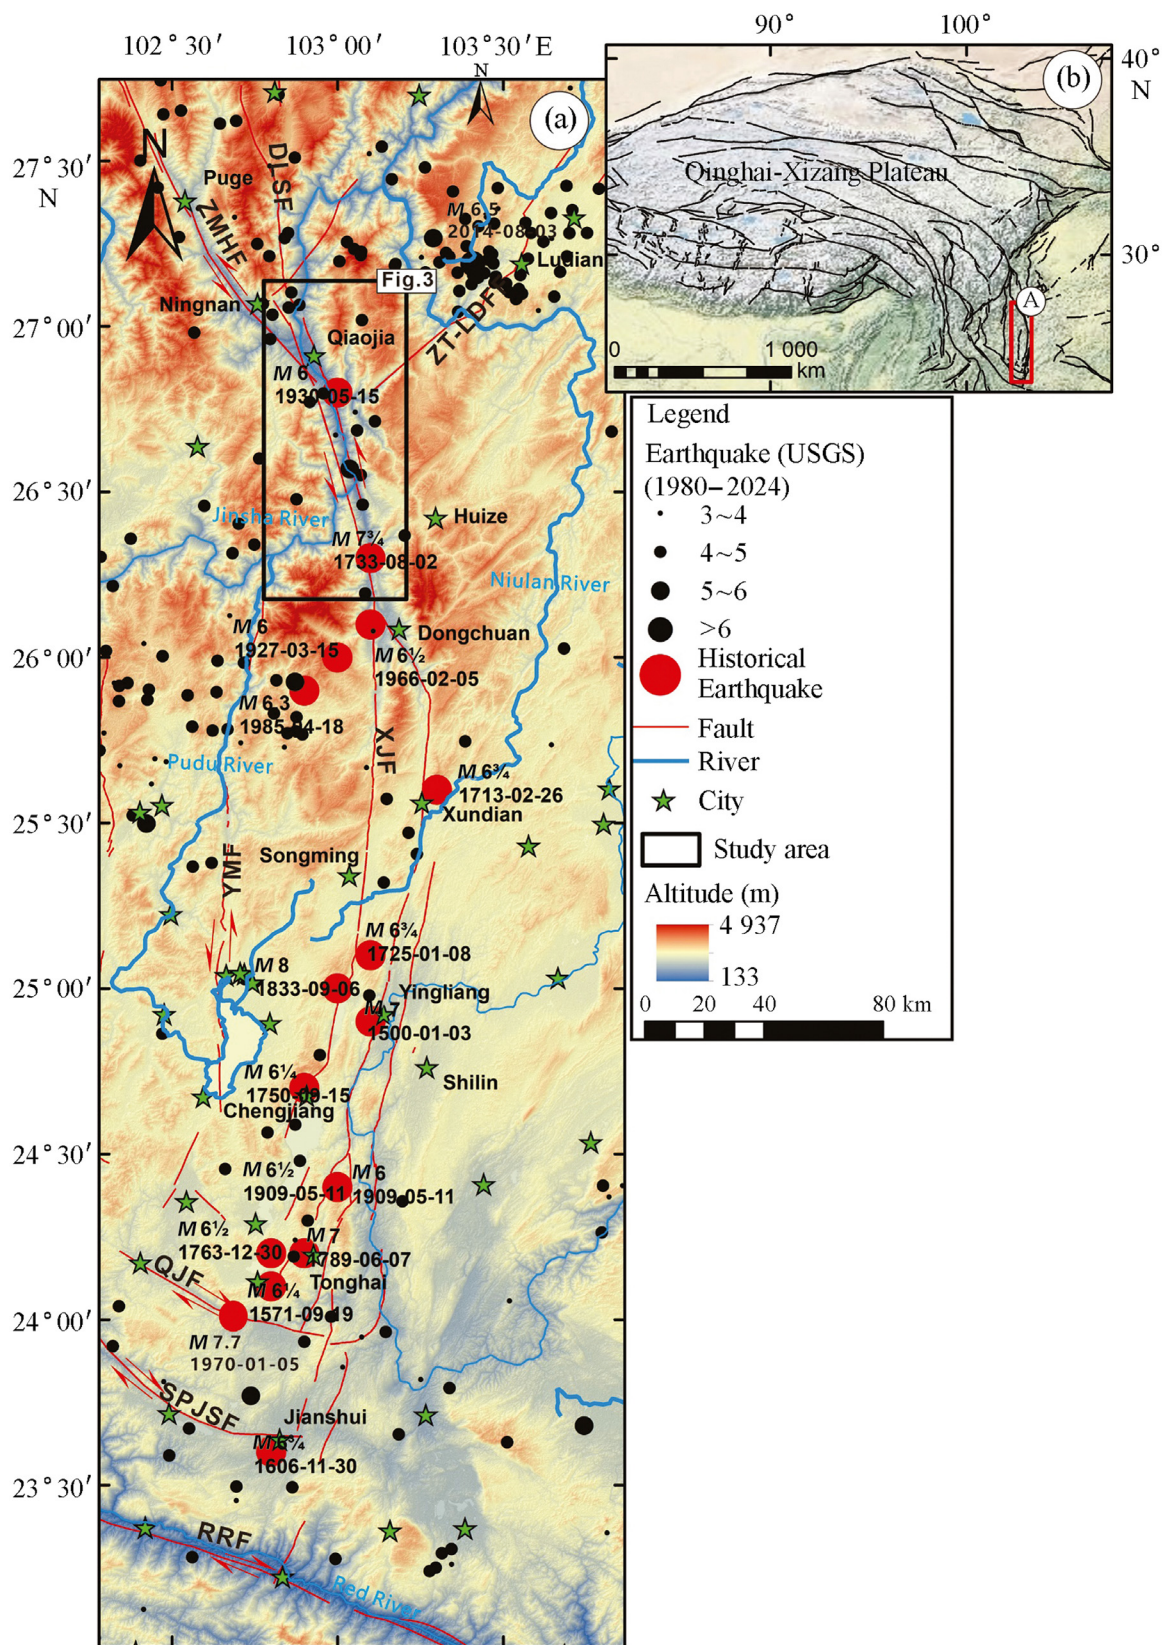 102°30′
103°00′
103°30′E
90°
100°
N
(a)
(b)
40°
N
27°30′
N
N
DLSF
Puge
ZMHF
M 6.5
2014-08-03
Ludian
Qinghai-Xizang Plateau
30°
Fig.3
Ningnan
27°00′
Qiaojia
ZT-LDF
A
0
1 000
km
M 6
1930-05-15
Legend
Earthquake (USGS)
(1980–2024)
3~4
4~5
5~6
>6
Historical
Earthquake
Fault
River
City
Study area
Altitude (m)
4 937
133
0
20
40
80 km
26°30′
Jinsha River
Huize
M 7¾
1733-08-02
Niulan River
M 6
1927-03-15
Dongchuan
26°00′
M 6½
1966-02-05
M 6.3
1985-04-18
XJF
Pudu River
M 6¾
1713-02-26
Xundian
25°30′
Songming
YMF
M 6¾
1725-01-08
M 8
1833-09-06
25°00′
Yingliang
M 7
1500-01-03
M 6¼
1750-09-15
Shilin
Chengjiang
24°30′
M 6½
1909-05-11
M 6
1909-05-11
M 6½
1763-12-30
M 7
1789-06-07
QJF
Tonghai
M 6¼
1571-09-19
24°00′
M 7.7
1970-01-05
SPJSF
Jianshui
M 6¾
1606-11-30
23°30′
RRF
Red River